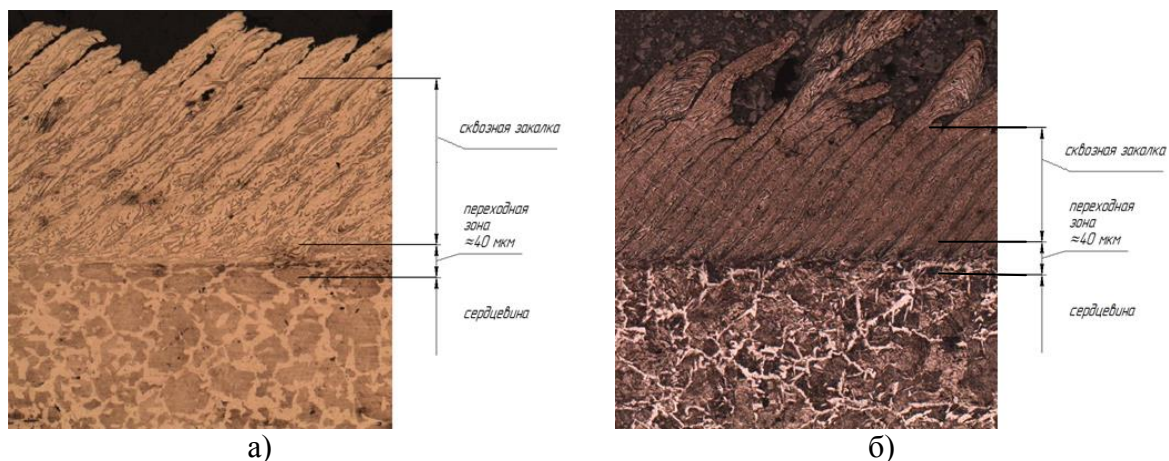 сквозная закалка
переходная
зона
≈40 мкм
сердцевина
а)
сквозная закалка
переходная
зона
≈40 мкм
сердцевина
б)